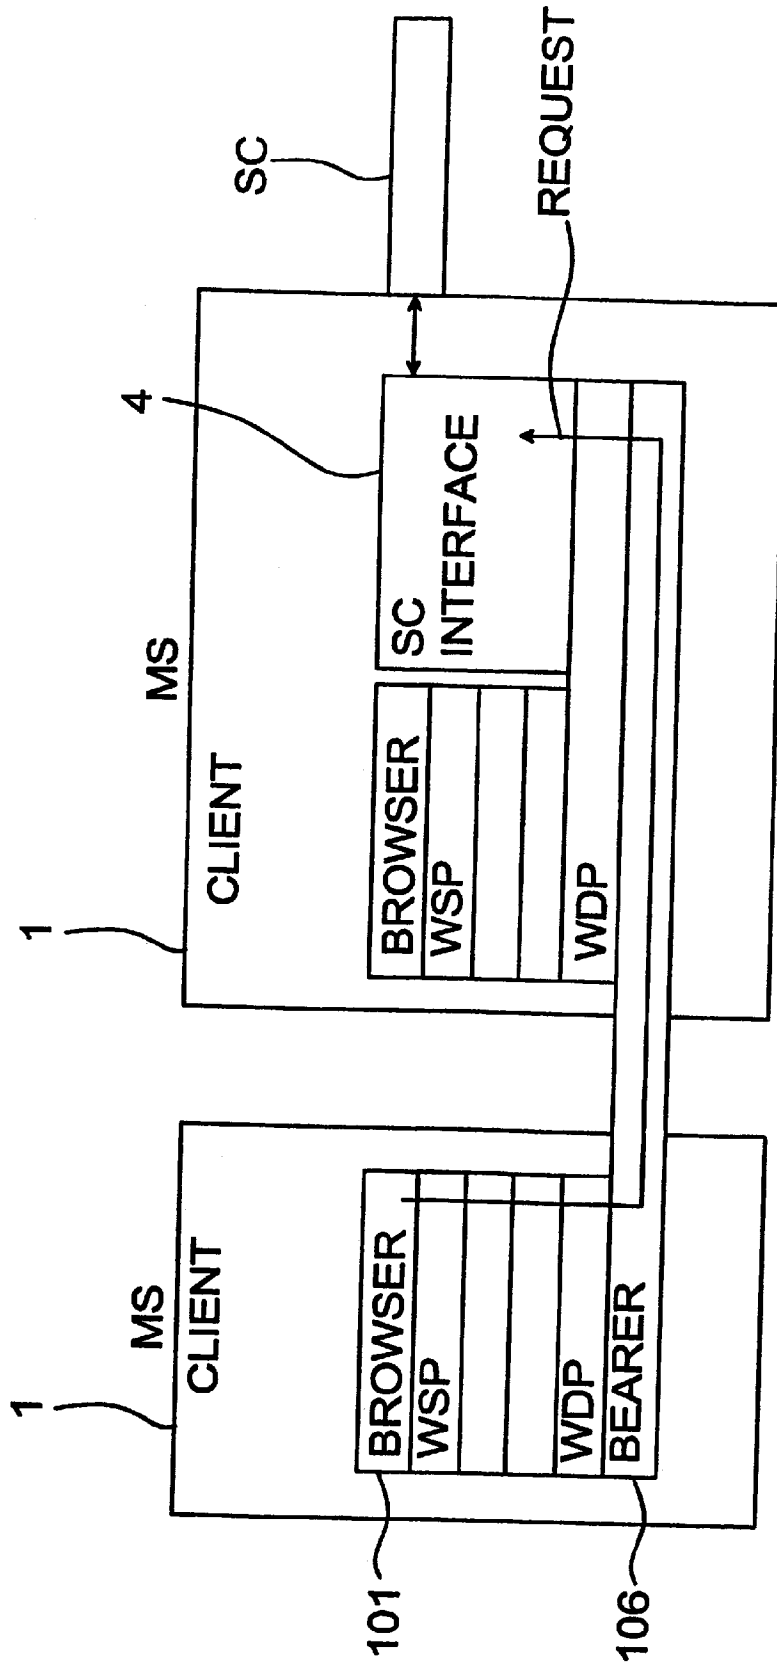 1
MS
CLIENT
BROWSER
WSP
WDP
BEARER
101
106
1
MS
CLIENT
BROWSER
WSP
WDP
4
SC
INTERFACE
SC
REQUEST